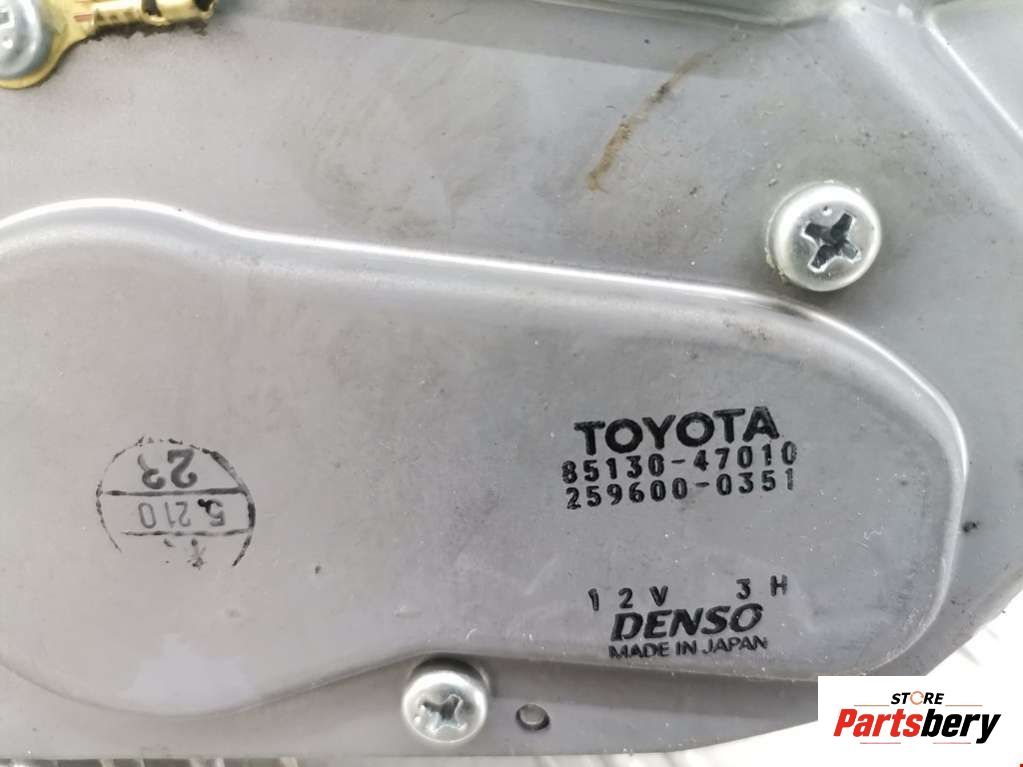 TOYOTA
85130-47010
259600-0351
12V 3H
DENSO
MADE IN JAPAN
23
5.210
STORE
Partsbery